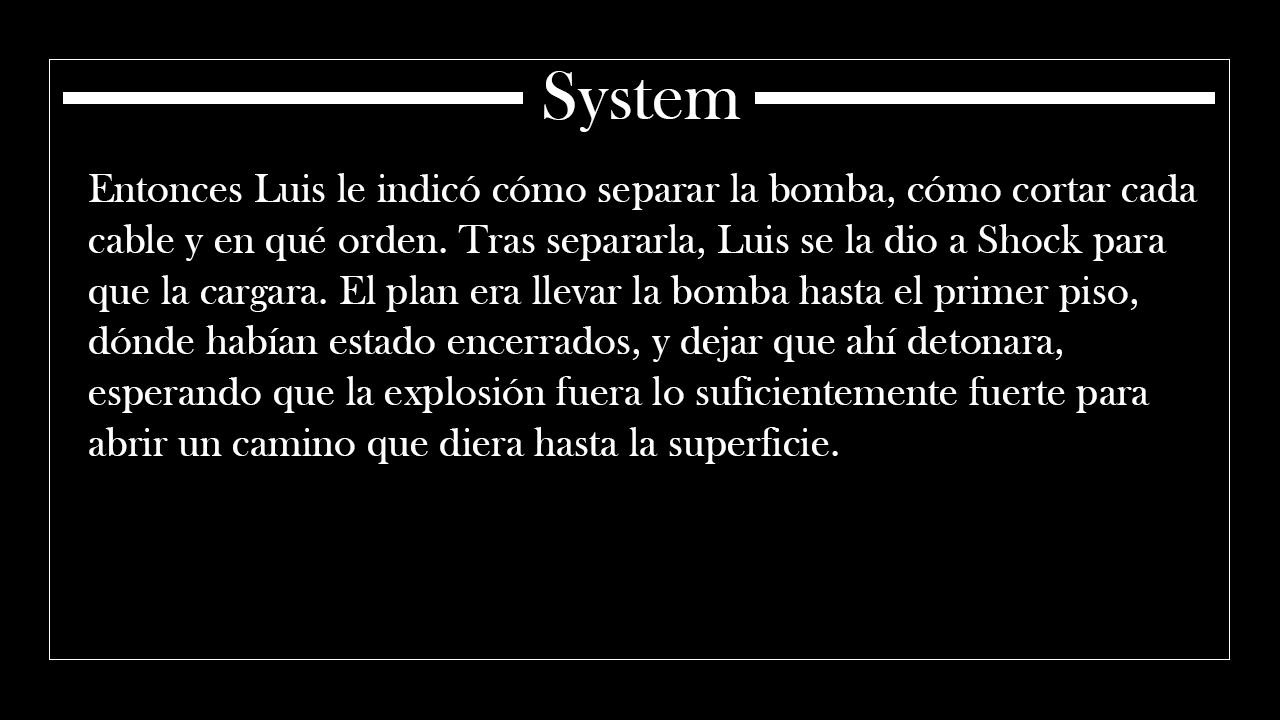 System
Entonces Luis le indicó cómo separar la bomba, cómo cortar cada
cable y en qué orden. Tras separarla, Luis se la dio a Shock para
que la cargara. El plan era llevar la bomba hasta el primer piso,
dónde habían estado encerrados, y dejar que ahí detonara,
esperando que la explosión fuera lo suficientemente fuerte para
abrir un camino que diera hasta la superficie.